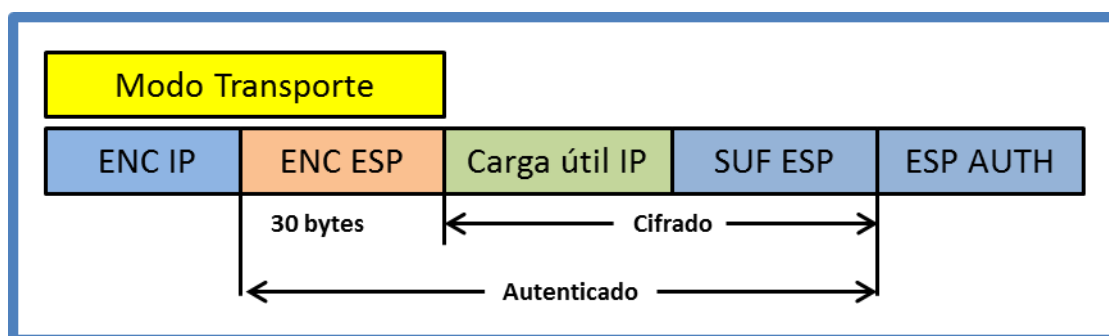 Modo Transporte
ENC IP ENC ESP Carga útil IP SUF ESP ESP AUTH
30 bytes Cifrado
Autenticado